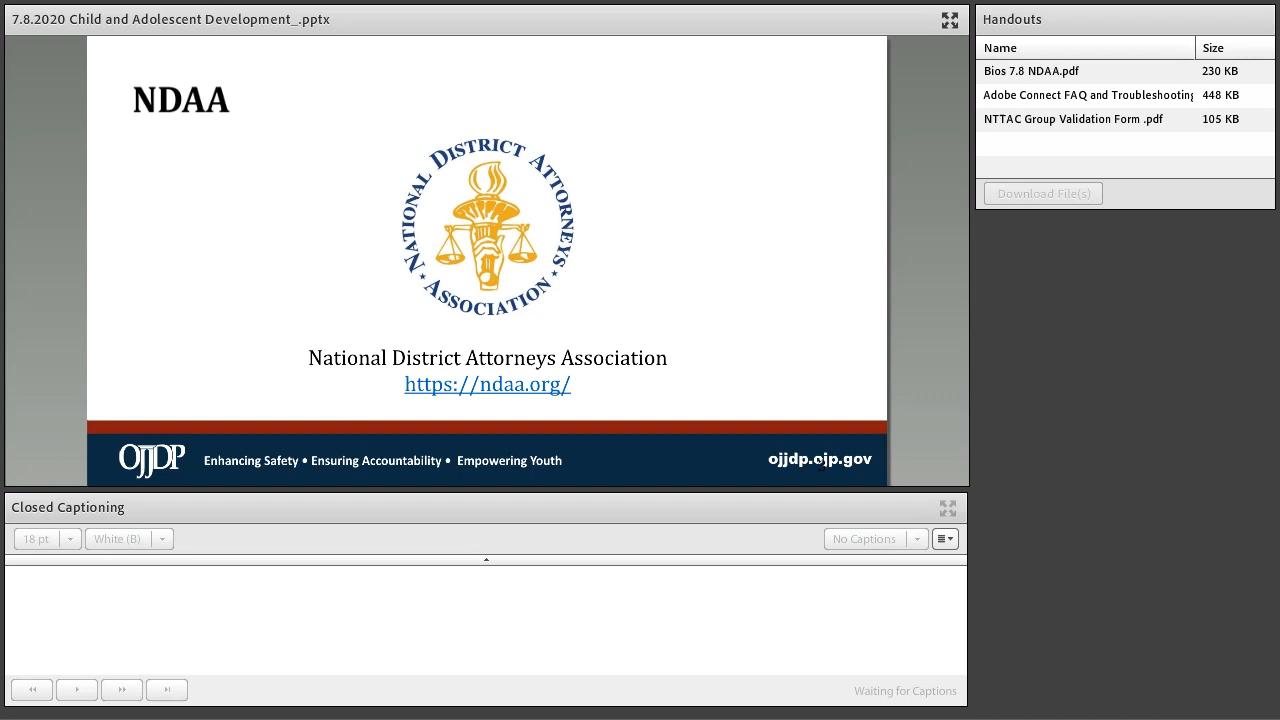 7.8.2020 Child and Adolescent Development_.pptx
NDAA
NATIONAL DISTRICT ATTORNEYS
ASSOCIATION
National District Attorneys Association
https://ndaa.org/
OJJDP
Enhancing Safety • Ensuring Accountability • Empowering Youth
ojjdp.ojp.gov
Handouts
Name Size
Bios 7.8 NDAA.pdf 230 KB
Adobe Connect FAQ and Troubleshooting 448 KB
NTTAC Group Validation Form .pdf 105 KB
Download File(s)
Closed Captioning
18 pt White (B) No Captions
Waiting for Captions